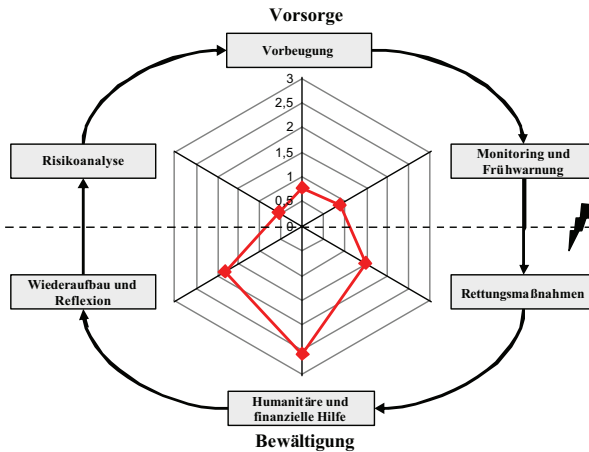 Vorsorge
Vorbeugung
3
2,5
2
1,5
1
0,5
0
Risikoanalyse
Monitoring und
Frühwarnung
Wiederaufbau und
Reflexion
Rettungsmaßnahmen
Humanitäre und
finanzielle Hilfe
Bewältigung